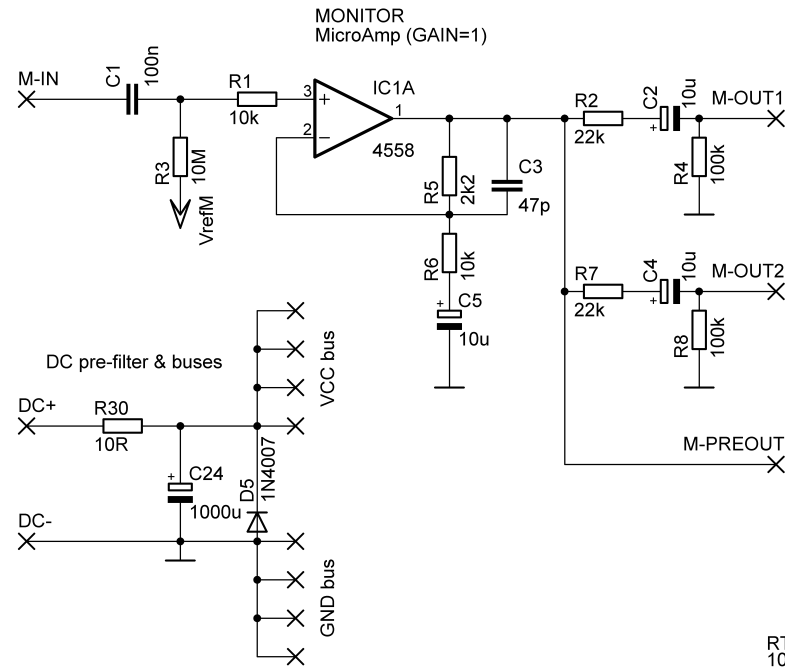 MONITOR
MicroAmp (GAIN=1)
M-IN
C1
100n
R1
10k
3
2
1
IC1A
4558
R3
10M
VrefM
R5
2k2
C3
47p
R6
10k
C5
10u
R2
22k
C2
10u
M-OUT1
R4
100k
R7
22k
C4
10u
M-OUT2
R8
100k
M-PREOUT
DC pre-filter & buses
DC+
R30
10R
C24
1000u
D5
1N4007
VCC bus
DC-
GND bus
RT
10